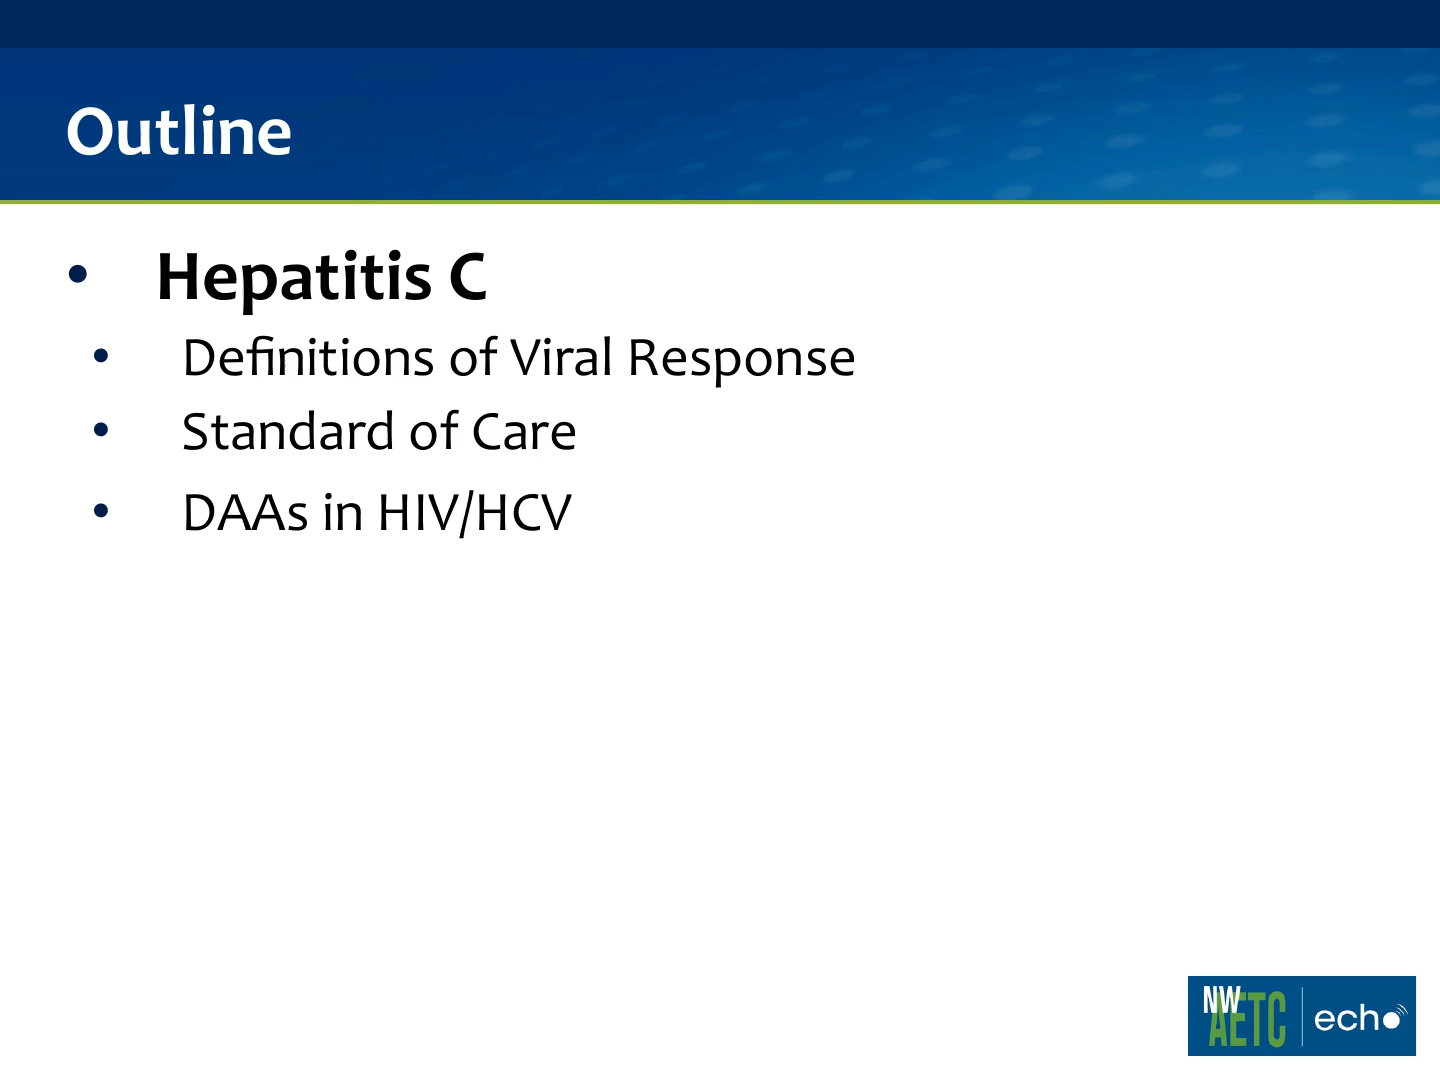 Outline
• Hepatitis C
• Definitions of Viral Response
• Standard of Care
• DAAs in HIV/HCV
NW
AETC
echo